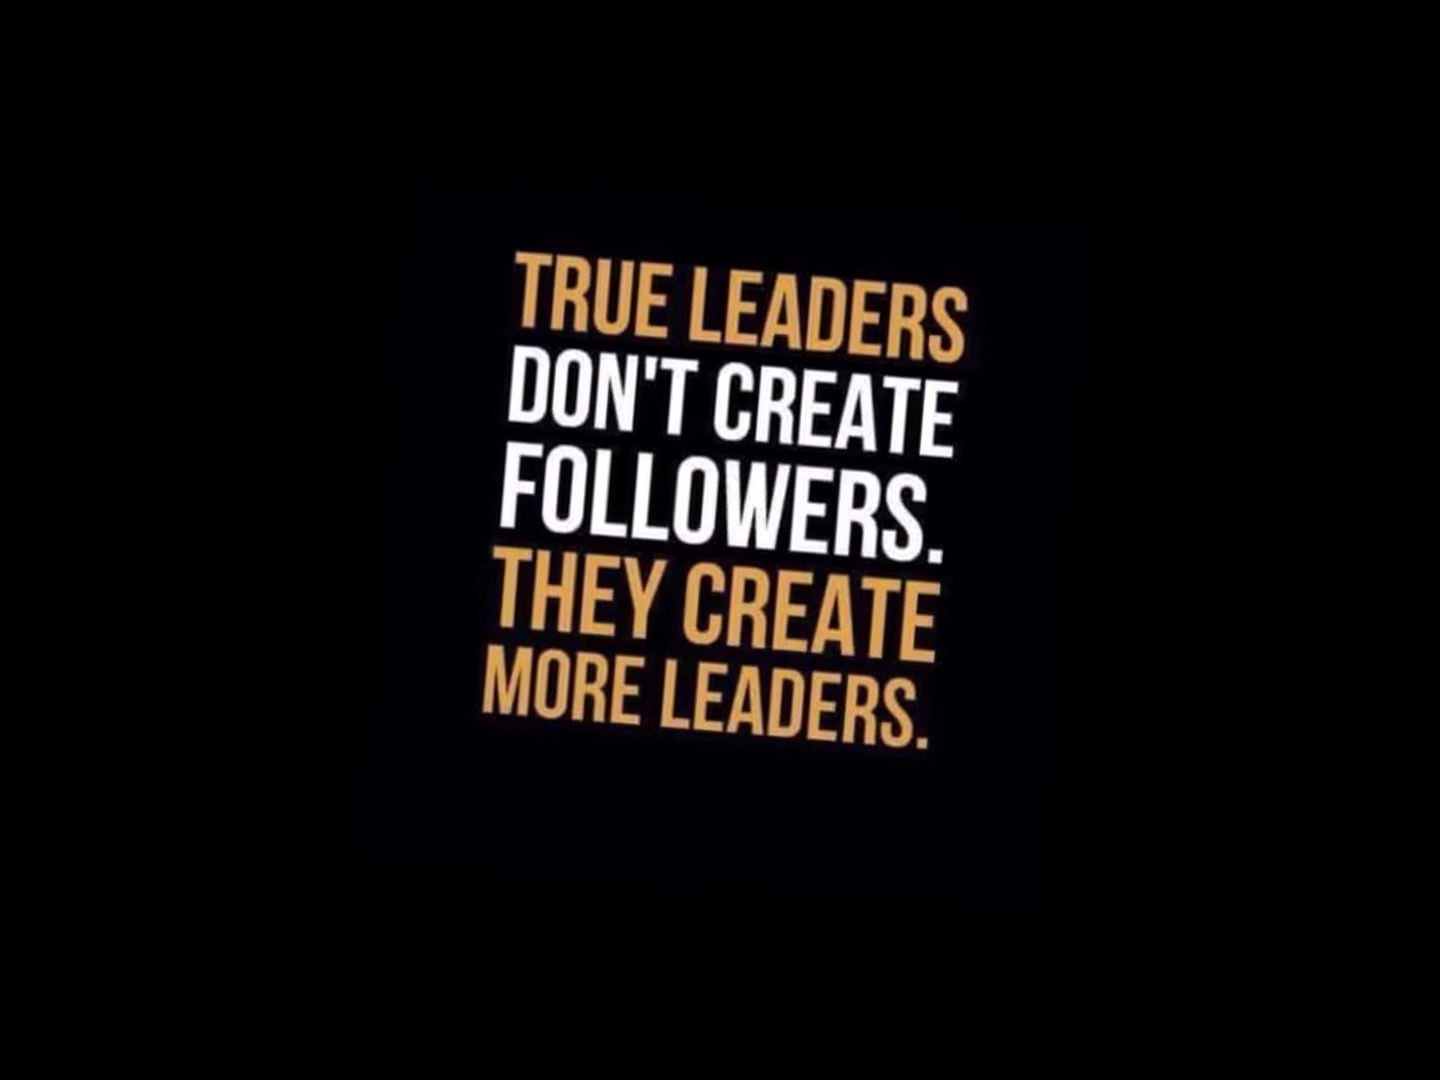 TRUE LEADERS
DON'T CREATE
FOLLOWERS.
THEY CREATE
MORE LEADERS.